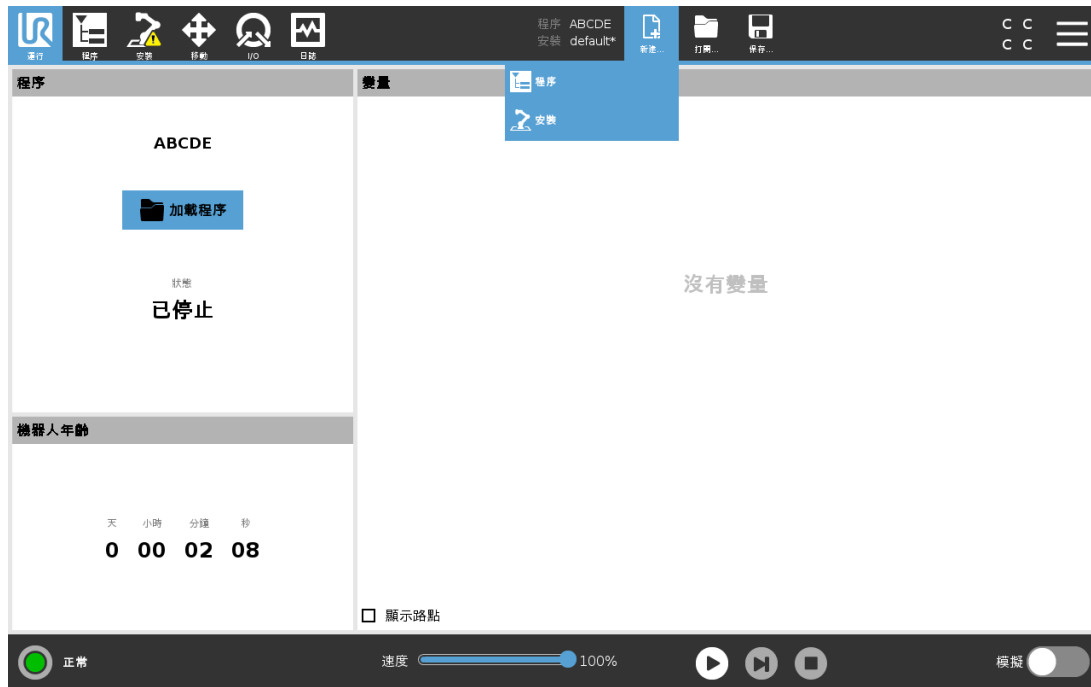 UR
運行
程序
安裝
移動
I/O
日誌
程序 ABCDE
安裝 default*
新建...
打開...
保存...
C C
C C
程序
安裝
程序
ABCDE
加載程序
狀態
已停止
變量
沒有變量
顯示路點
機器人年齡
天 小時 分鐘 秒
0 00 02 08
正常
速度 100%
模擬